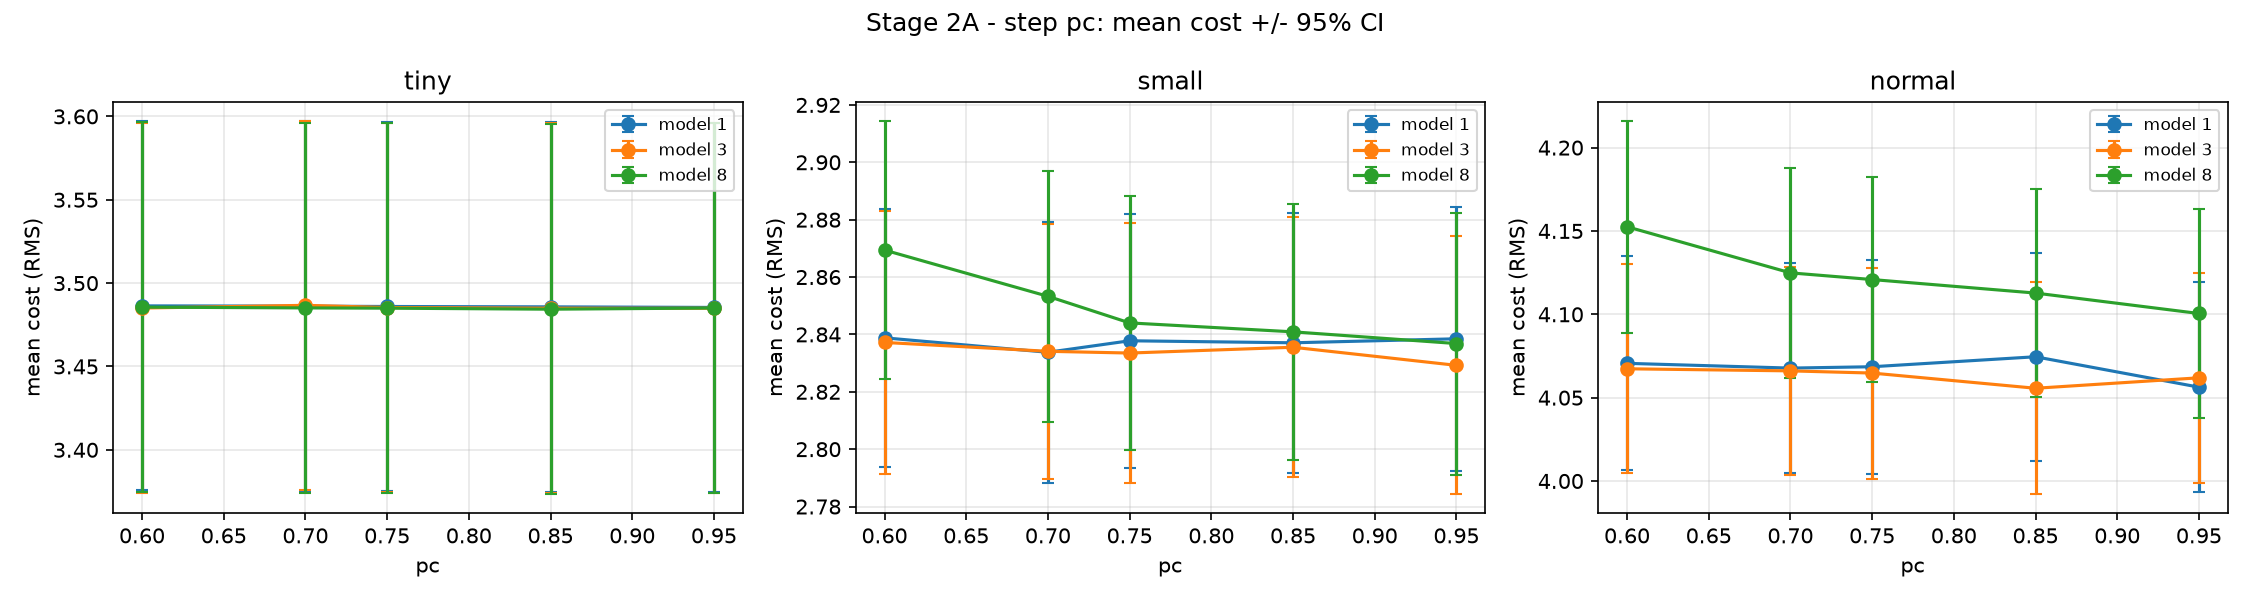 Stage 2A - step pc: mean cost +/- 95% CI
tiny
mean cost (RMS)
3.60
3.55
3.50
3.45
3.40
0.60 0.65 0.70 0.75 0.80 0.85 0.90 0.95
pc
model 1
model 3
model 8
small
mean cost (RMS)
2.92
2.90
2.88
2.86
2.84
2.82
2.80
2.78
0.60 0.65 0.70 0.75 0.80 0.85 0.90 0.95
pc
model 1
model 3
model 8
normal
mean cost (RMS)
4.20
4.15
4.10
4.05
4.00
0.60 0.65 0.70 0.75 0.80 0.85 0.90 0.95
pc
model 1
model 3
model 8